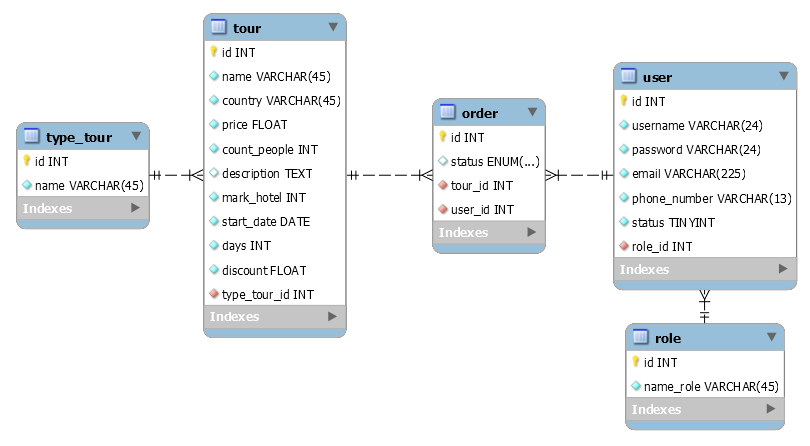 type_tour
id INT
name VARCHAR(45)
Indexes
tour
id INT
name VARCHAR(45)
country VARCHAR(45)
price FLOAT
count_people INT
description TEXT
mark_hotel INT
start_date DATE
days INT
discount FLOAT
type_tour_id INT
Indexes
order
id INT
status ENUM(...)
tour_id INT
user_id INT
Indexes
user
id INT
username VARCHAR(24)
password VARCHAR(24)
email VARCHAR(225)
phone_number VARCHAR(13)
status TINYINT
role_id INT
Indexes
role
id INT
name_role VARCHAR(45)
Indexes